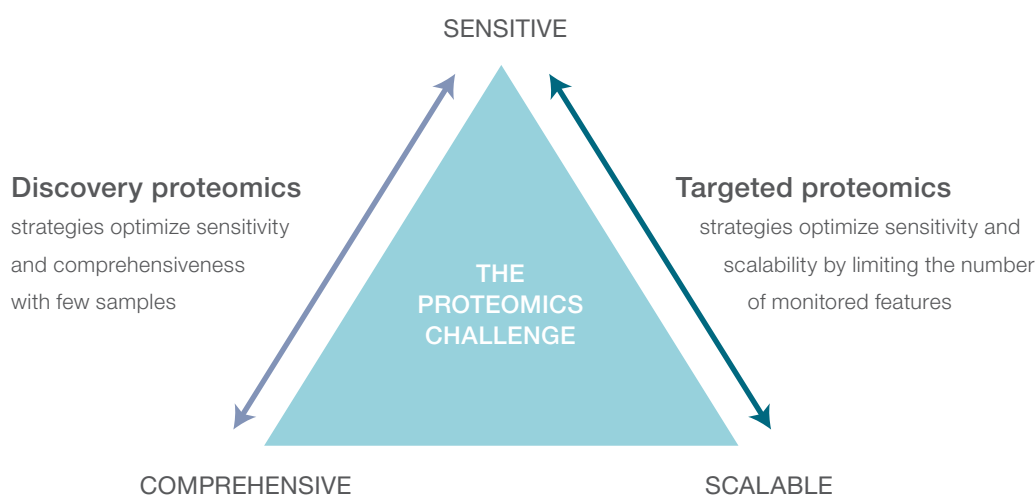 SENSITIVE
Discovery proteomics
strategies optimize sensitivity
and comprehensiveness
with few samples
Targeted proteomics
strategies optimize sensitivity and
scalability by limiting the number
of monitored features
THE
PROTEOMICS
CHALLENGE
COMPREHENSIVE
SCALABLE